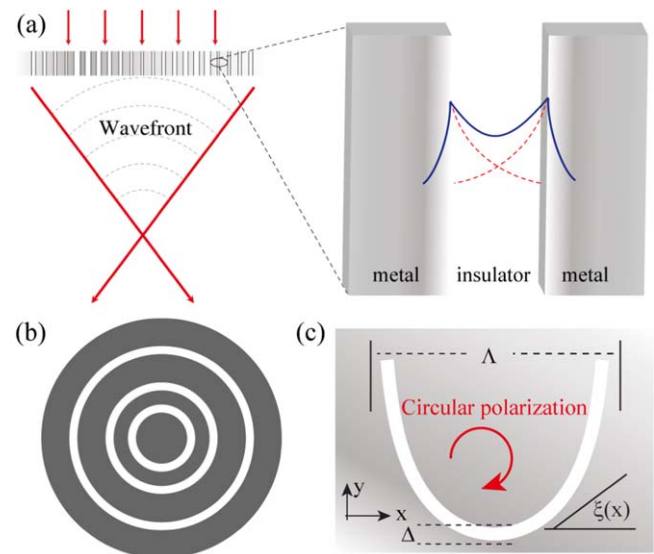 (a)
Wavefront
metal insulator metal
(b)
(c)
Λ
Circular polarization
y
x
Δ
ξ(x)